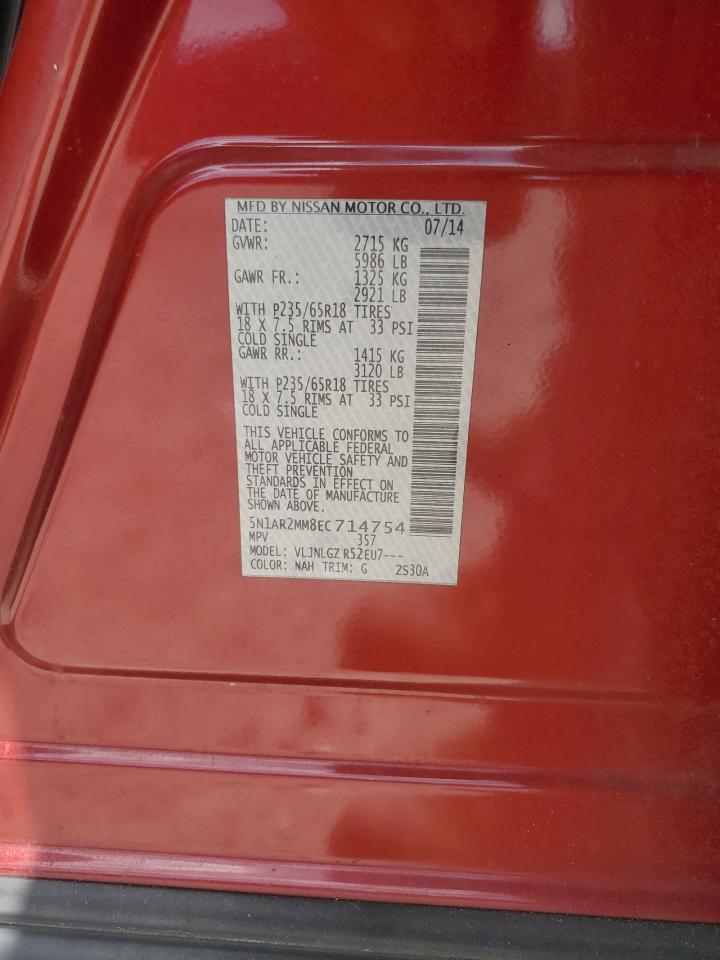 MFD BY NISSAN MOTOR CO., LTD.
DATE: 07/14
GVWR: 2715 KG
5986 LB
GAWR FR.: 1325 KG
2921 LB
WITH P235/65R18 TIRES
18 X 7.5 RIMS AT 33 PSI
COLD SINGLE
GAWR RR.: 1415 KG
3120 LB
WITH P235/65R18 TIRES
18 X 7.5 RIMS AT 33 PSI
COLD SINGLE
THIS VEHICLE CONFORMS TO
ALL APPLICABLE FEDERAL
MOTOR VEHICLE SAFETY AND
THEFT PREVENTION
STANDARDS IN EFFECT ON
THE DATE OF MANUFACTURE
SHOWN ABOVE.
5N1AR2MM8EC714754
MPV 357
MODEL: VLJNLGZ R52EU7---
COLOR: NAH TRIM: G 2S30A